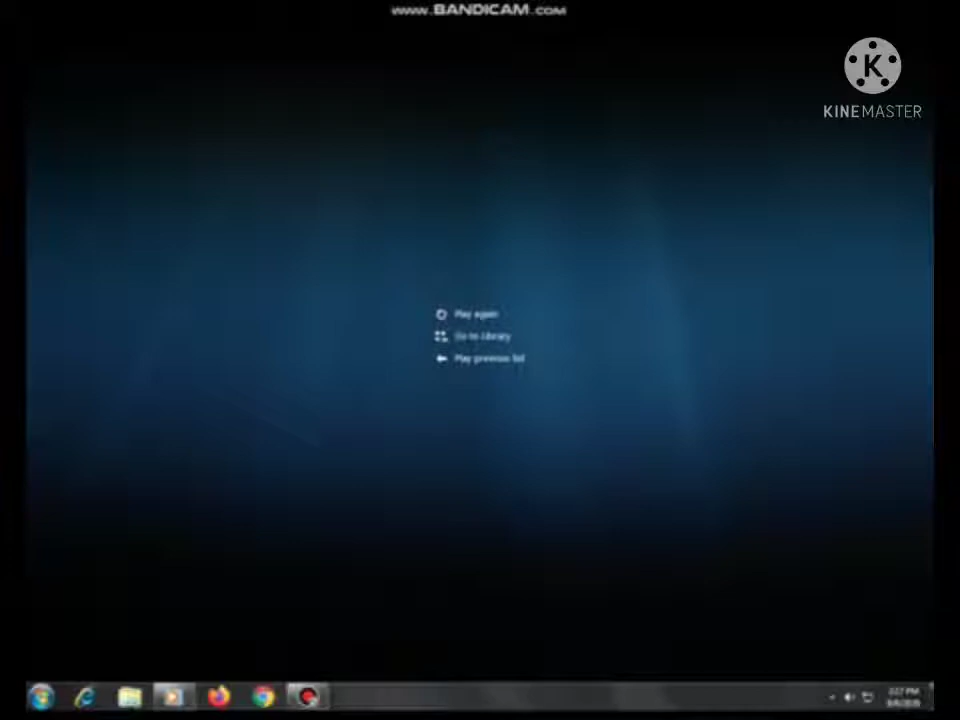 www.BANDICAM.com
K
KINEMASTER
Play again
Go to Library
Play previous list